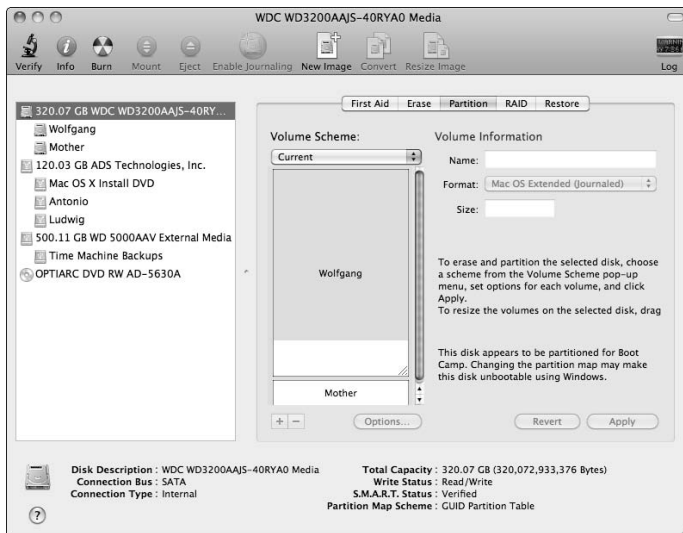 WDC WD3200AAJS-40RYA0 Media
Verify Info Burn Mount Eject Enable Journaling New Image Convert Resize Image Log
First Aid Erase Partition RAID Restore
320.07 GB WDC WD3200AAJS-40RY...
Wolfgang
Mother
120.03 GB ADS Technologies, Inc.
Mac OS X Install DVD
Antonio
Ludwig
500.11 GB WD 5000AAV External Media
Time Machine Backups
OPTIARC DVD RW AD-5630A
Volume Scheme:
Current
Wolfgang
Mother
+ −
Options...
Volume Information
Name:
Format: Mac OS Extended (Journaled)
Size:
To erase and partition the selected disk, choose
a scheme from the Volume Scheme pop-up
menu, set options for each volume, and click
Apply.
To resize the volumes on the selected disk, drag
This disk appears to be partitioned for Boot
Camp. Changing the partition map may make
this disk unbootable using Windows.
Revert Apply
Disk Description : WDC WD3200AAJS-40RYA0 Media
Connection Bus : SATA
Connection Type : Internal
Total Capacity : 320.07 GB (320,072,933,376 Bytes)
Write Status : Read/Write
S.M.A.R.T. Status : Verified
Partition Map Scheme : GUID Partition Table
?